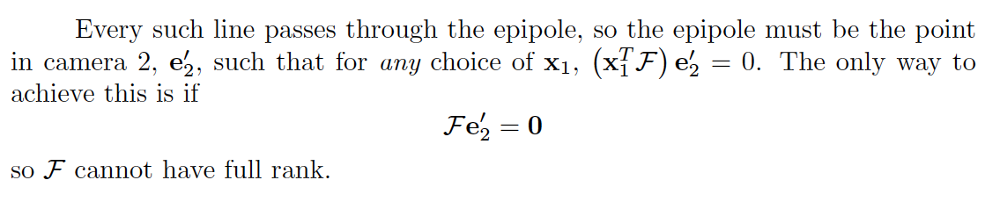 Every such line passes through the epipole, so the epipole must be the point
in camera 2, e′₂, such that for any choice of x₁, (x₁ᵀℱ) e′₂ = 0. The only way to
achieve this is if
ℱe′₂ = 0
so ℱ cannot have full rank.